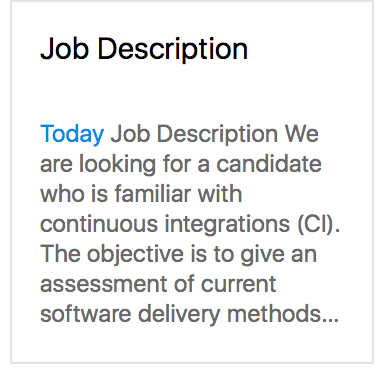 Job Description
Today Job Description We
are looking for a candidate
who is familiar with
continuous integrations (CI).
The objective is to give an
assessment of current
software delivery methods...